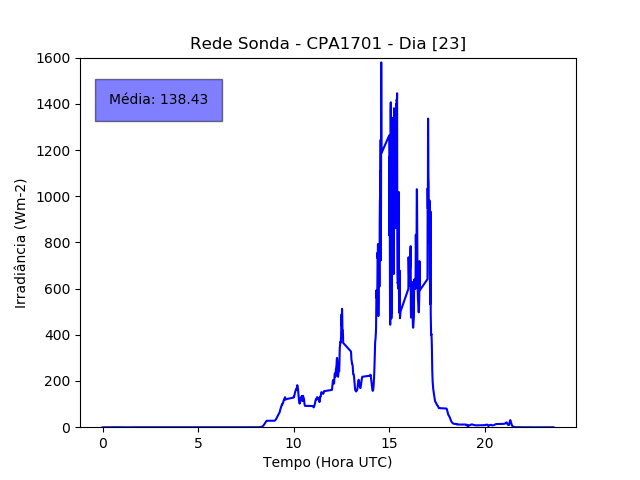 Rede Sonda - CPA1701 - Dia [23]
Média: 138.43
1600
1400
1200
1000
800
600
400
200
0
Irradiância (Wm-2)
0 5 10 15 20
Tempo (Hora UTC)